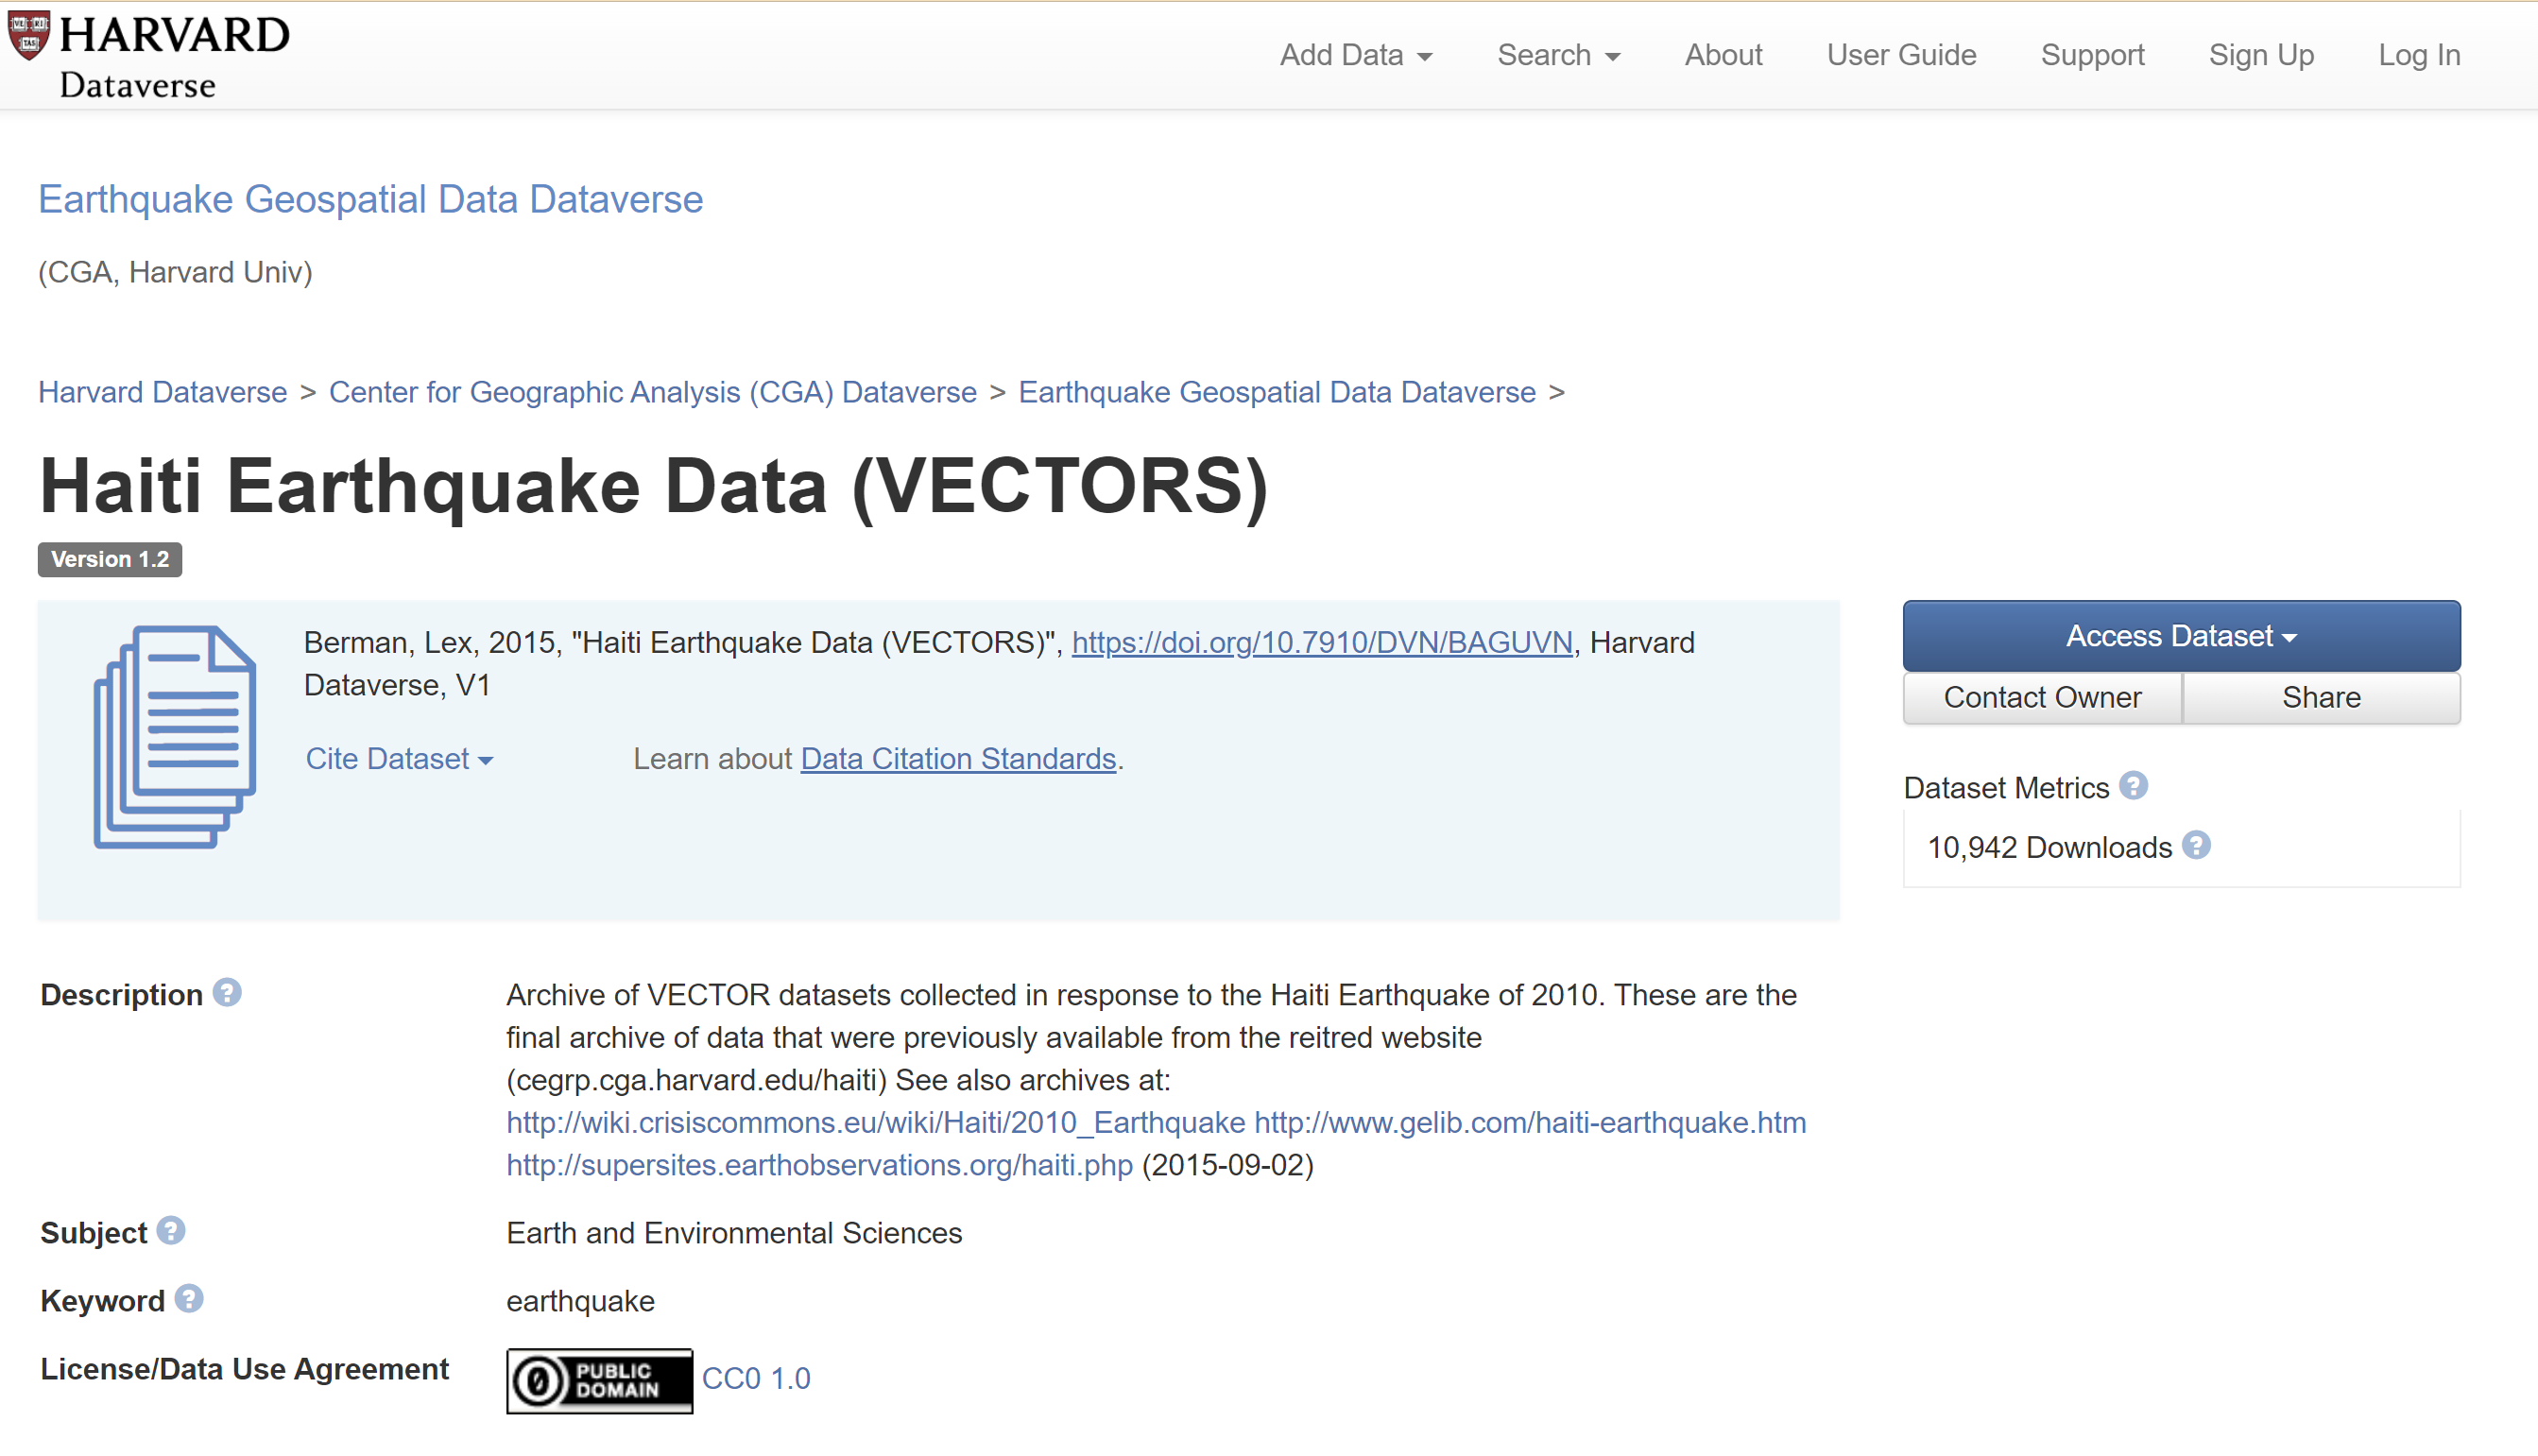 HARVARD
Dataverse
Add Data
Search
About
User Guide
Support
Sign Up
Log In
Earthquake Geospatial Data Dataverse
(CGA, Harvard Univ)
Harvard Dataverse > Center for Geographic Analysis (CGA) Dataverse > Earthquake Geospatial Data Dataverse >
Haiti Earthquake Data (VECTORS)
Version 1.2
Berman, Lex, 2015, "Haiti Earthquake Data (VECTORS)", https://doi.org/10.7910/DVN/BAGUVN, Harvard
Dataverse, V1
Cite Dataset
Learn about Data Citation Standards.
Access Dataset
Contact Owner
Share
Dataset Metrics ?
10,942 Downloads ?
Description ?
Archive of VECTOR datasets collected in response to the Haiti Earthquake of 2010. These are the
final archive of data that were previously available from the reitred website
(cegrp.cga.harvard.edu/haiti) See also archives at:
http://wiki.crisiscommons.eu/wiki/Haiti/2010_Earthquake http://www.gelib.com/haiti-earthquake.htm
http://supersites.earthobservations.org/haiti.php (2015-09-02)
Subject ?
Earth and Environmental Sciences
Keyword ?
earthquake
License/Data Use Agreement
0 PUBLIC
DOMAIN
CC0 1.0